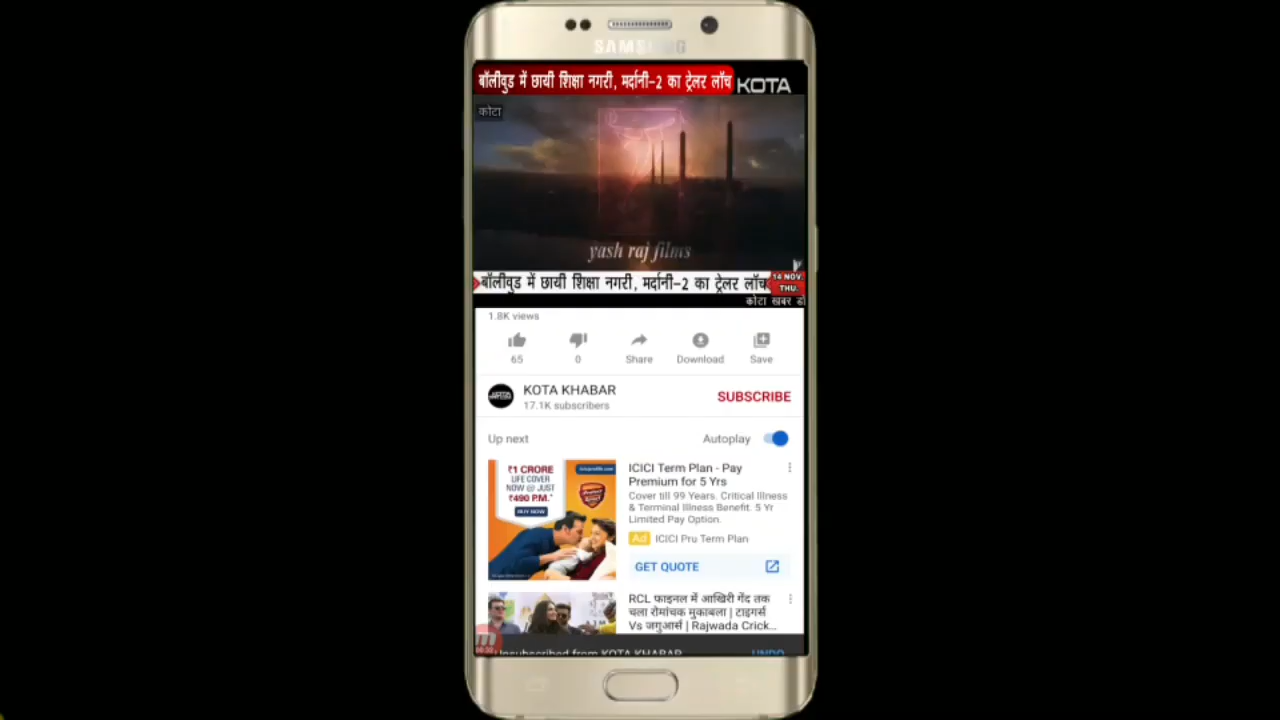 SAMSUNG
बॉलीवुड में छायी शिक्षा नगरी, मर्दानी-2 का ट्रेलर लॉंच
KOTA
कोटा
yash raj films
बॉलीवुड में छायी शिक्षा नगरी, मर्दानी-2 का ट्रेलर लॉंच
14 NOV.
THU.
कोटा खबर डॉ
1.8K views
65
0
Share
Download
Save
KOTA KHABAR
17.1K subscribers
SUBSCRIBE
Up next
Autoplay
₹1 CRORE
LIFE COVER
NOW @ JUST
₹490 P.M.*
BUY NOW
ICICI Term Plan - Pay
Premium for 5 Yrs
Cover till 99 Years. Critical Illness
& Terminal Illness Benefit. 5 Yr
Limited Pay Option.
Ad ICICI Pru Term Plan
GET QUOTE
RCL फाइनल में आखिरी गेंद तक
चला रोमांचक मुकाबला | टाइगर्स
Vs जगुआर्स | Rajwada Crick...
Unsubscribed from KOTA KHABAR
UNDO